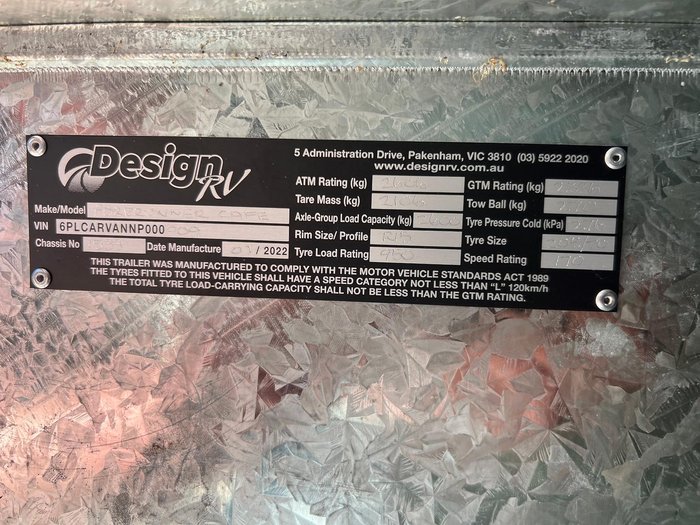 Design RV
5 Administration Drive, Pakenham, VIC 3810 (03) 5922 2020
www.designrv.com.au
Make/Model
VIN 6PLCARVANNP000
Chassis No Date Manufacture 01/2022
ATM Rating (kg)
Tare Mass (kg)
Axle-Group Load Capacity (kg)
Rim Size/ Profile R15
Tyre Load Rating 950
GTM Rating (kg)
Tow Ball (kg)
Tyre Pressure Cold (kPa)
Tyre Size
Speed Rating
THIS TRAILER WAS MANUFACTURED TO COMPLY WITH THE MOTOR VEHICLE STANDARDS ACT 1989
THE TYRES FITTED TO THIS VEHICLE SHALL HAVE A SPEED CATEGORY NOT LESS THAN "L" 120km/h
THE TOTAL TYRE LOAD-CARRYING CAPACITY SHALL NOT BE LESS THAN THE GTM RATING.